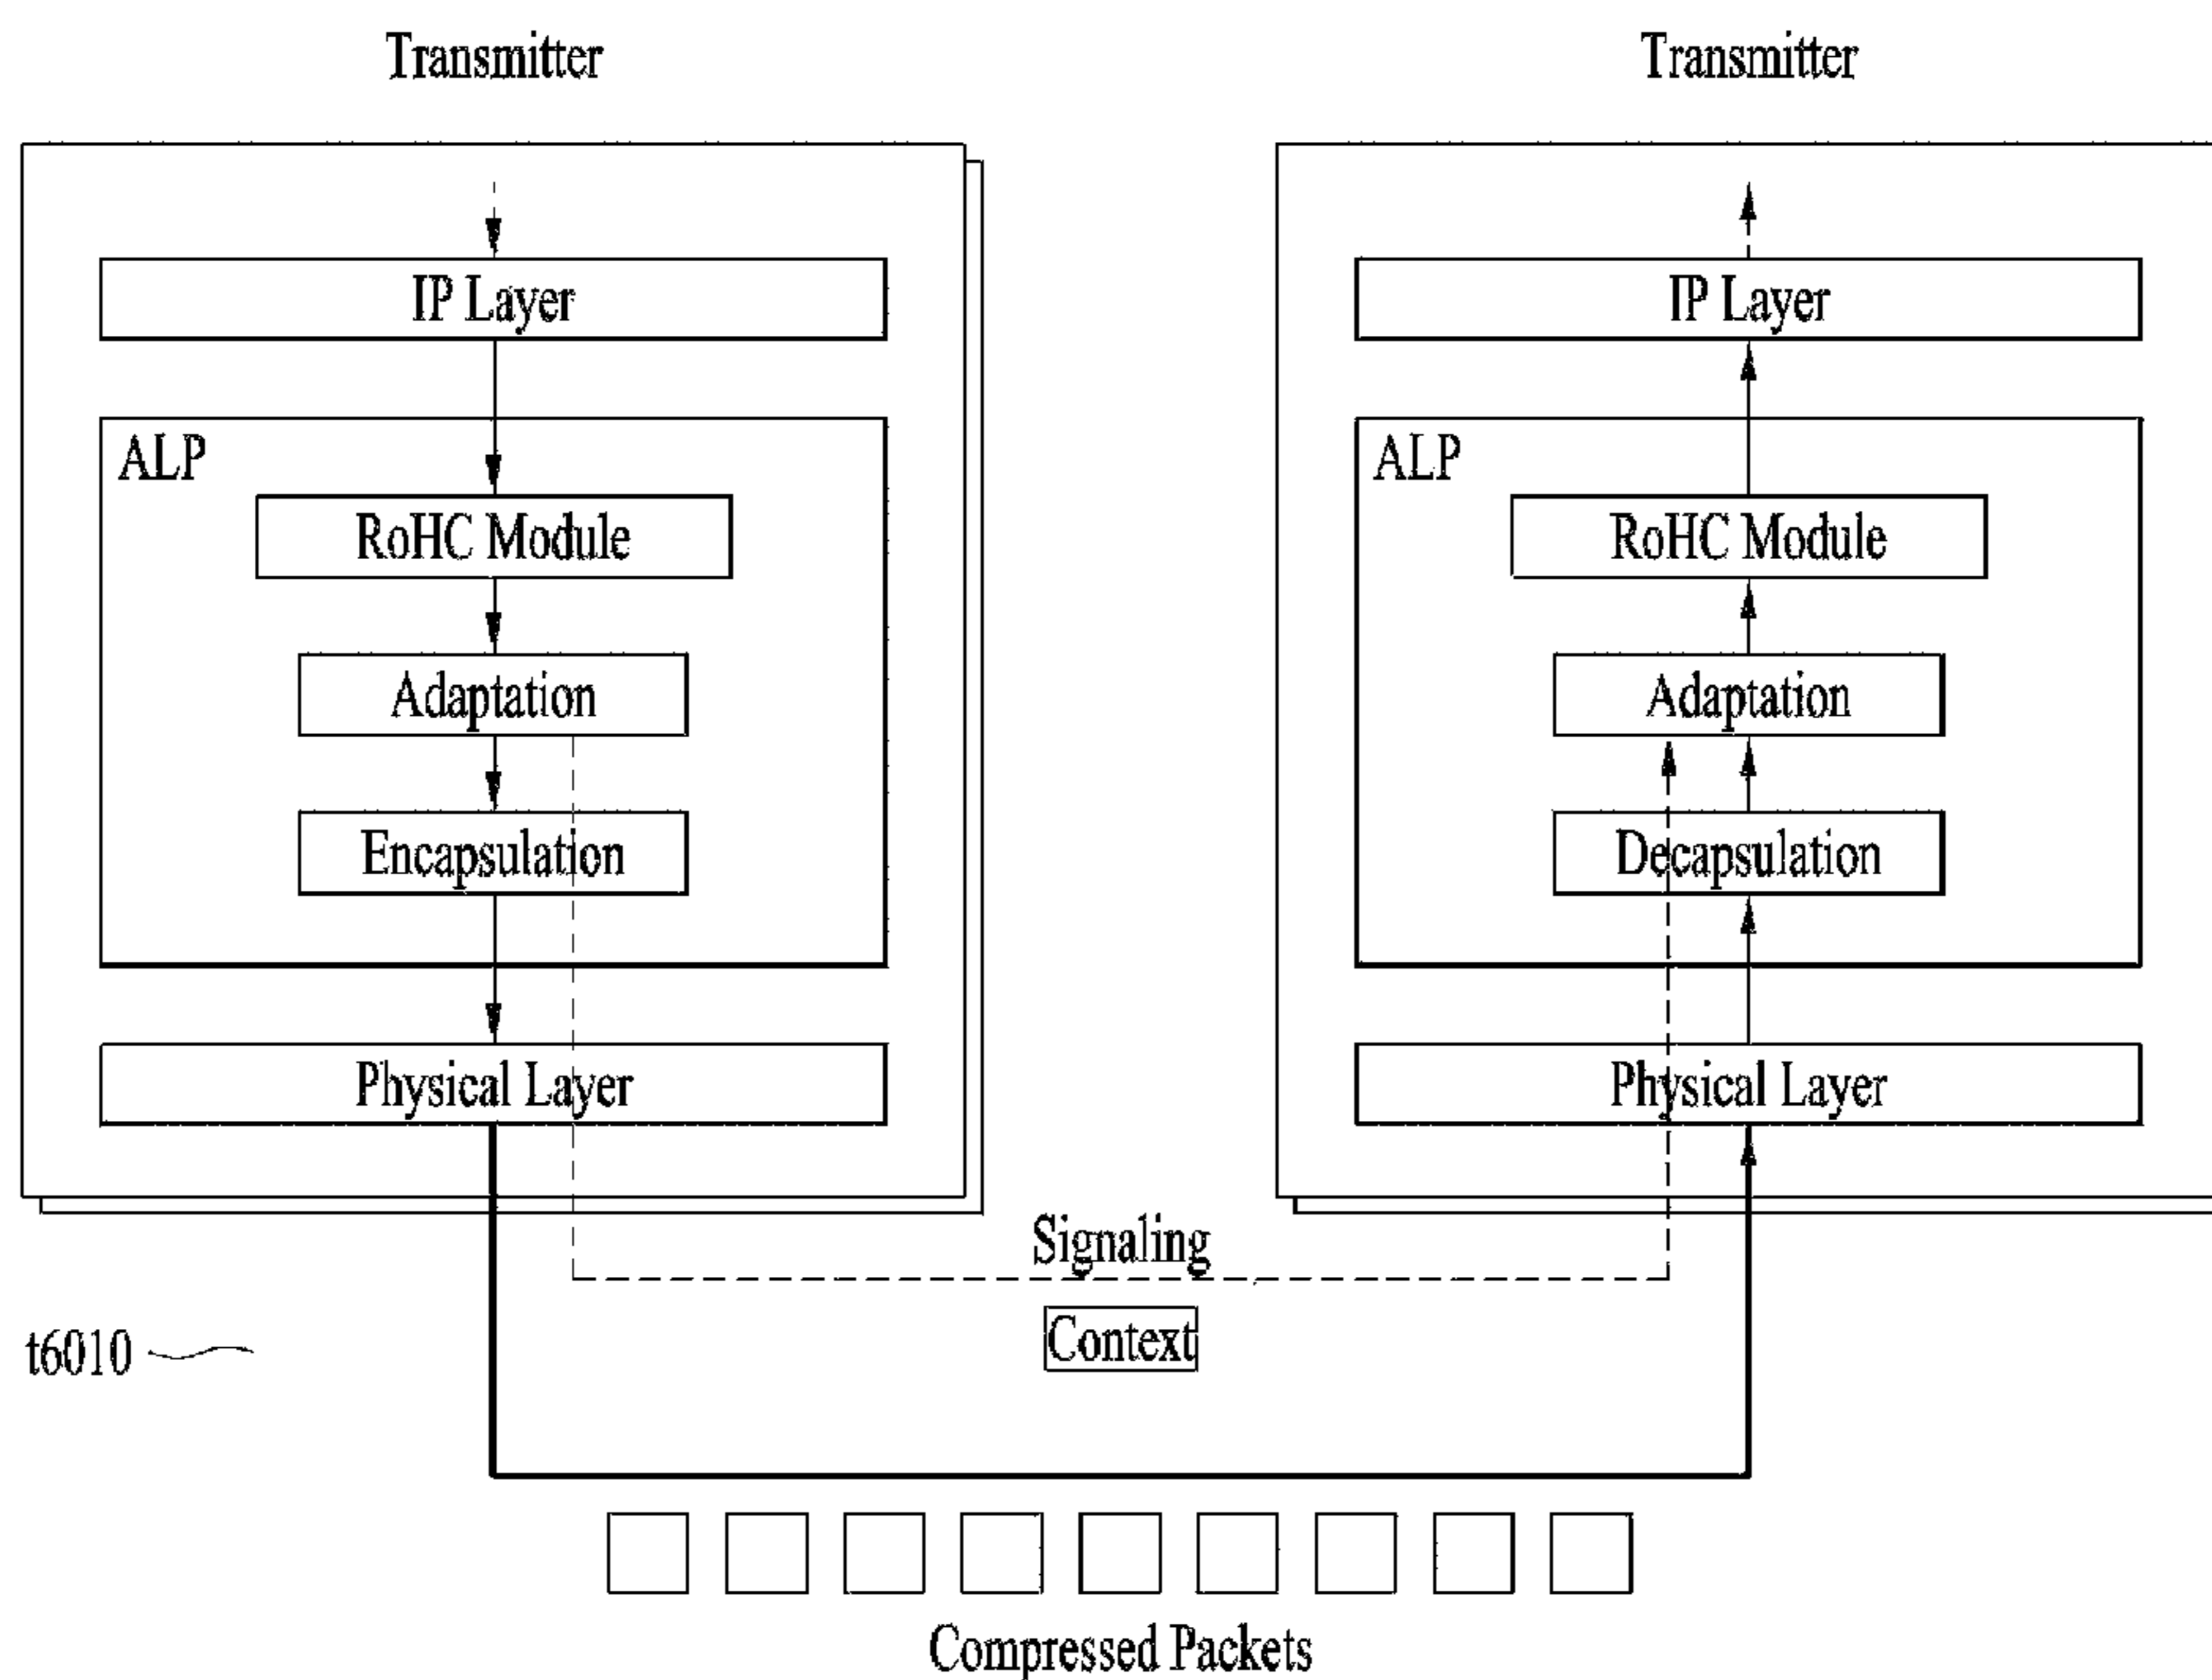 Transmitter
IP Layer
ALP
RoHC Module
Adaptation
Encapsulation
Physical Layer
Transmitter
IP Layer
ALP
RoHC Module
Adaptation
Decapsulation
Physical Layer
Signaling
Context
t6010
Compressed Packets